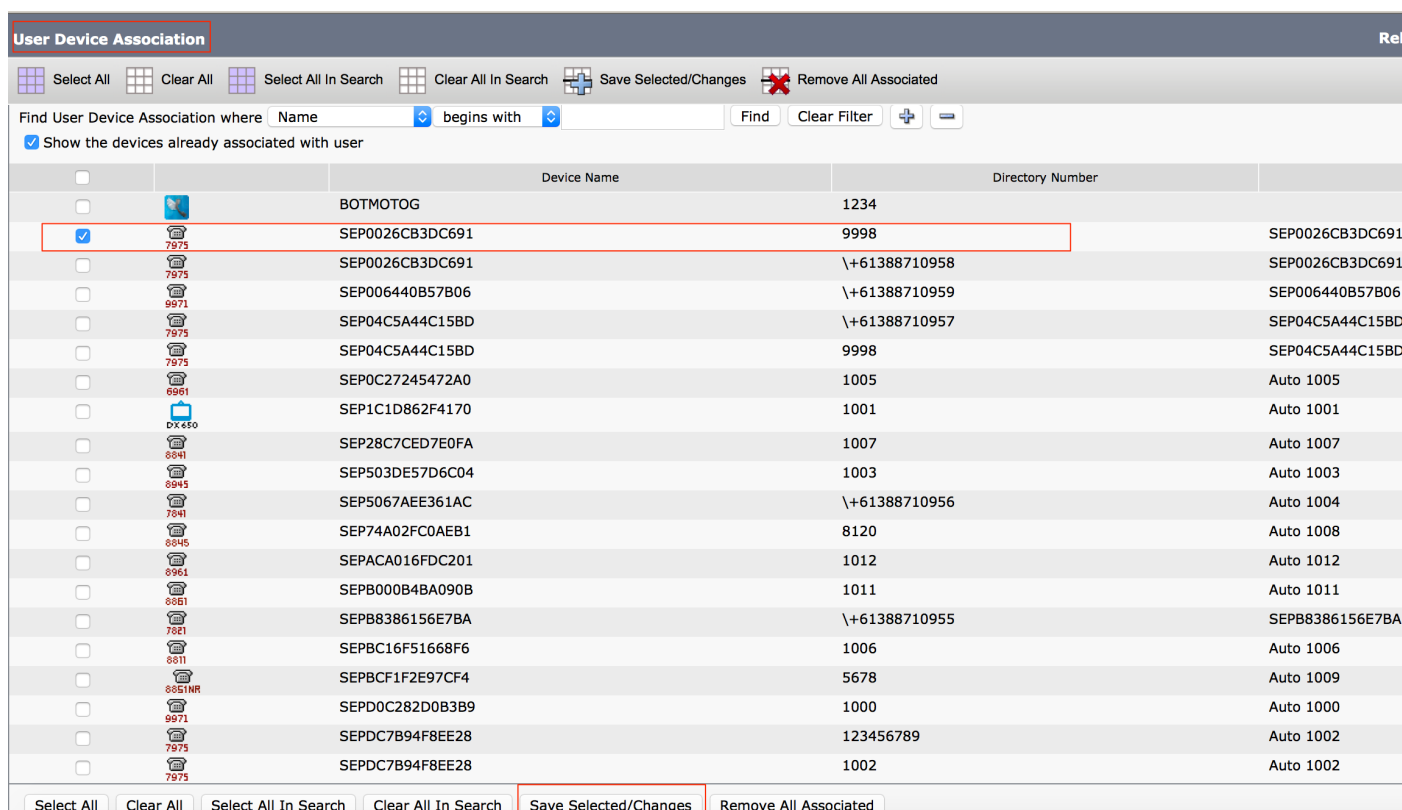 User Device Association Rel
Select All Clear All Select All In Search Clear All In Search Save Selected/Changes Remove All Associated
Find User Device Association where Name begins with Find Clear Filter
Show the devices already associated with user
Device Name Directory Number
BOTMOTOG 1234
7975 SEP0026CB3DC691 9998 SEP0026CB3DC691
7975 SEP0026CB3DC691 \+61388710958 SEP0026CB3DC691
9971 SEP006440B57B06 \+61388710959 SEP006440B57B06
7975 SEP04C5A44C15BD \+61388710957 SEP04C5A44C15BD
7975 SEP04C5A44C15BD 9998 SEP04C5A44C15BD
6961 SEP0C27245472A0 1005 Auto 1005
DX650 SEP1C1D862F4170 1001 Auto 1001
8841 SEP28C7CED7E0FA 1007 Auto 1007
8945 SEP503DE57D6C04 1003 Auto 1003
7841 SEP5067AEE361AC \+61388710956 Auto 1004
8845 SEP74A02FC0AEB1 8120 Auto 1008
8961 SEPACA016FDC201 1012 Auto 1012
8861 SEPB000B4BA090B 1011 Auto 1011
7821 SEPB8386156E7BA \+61388710955 SEPB8386156E7BA
8811 SEPBC16F51668F6 1006 Auto 1006
8851NR SEPBCF1F2E97CF4 5678 Auto 1009
9971 SEPD0C282D0B3B9 1000 Auto 1000
7975 SEPDC7B94F8EE28 123456789 Auto 1002
7975 SEPDC7B94F8EE28 1002 Auto 1002
Select All Clear All Select All In Search Clear All In Search Save Selected/Changes Remove All Associated